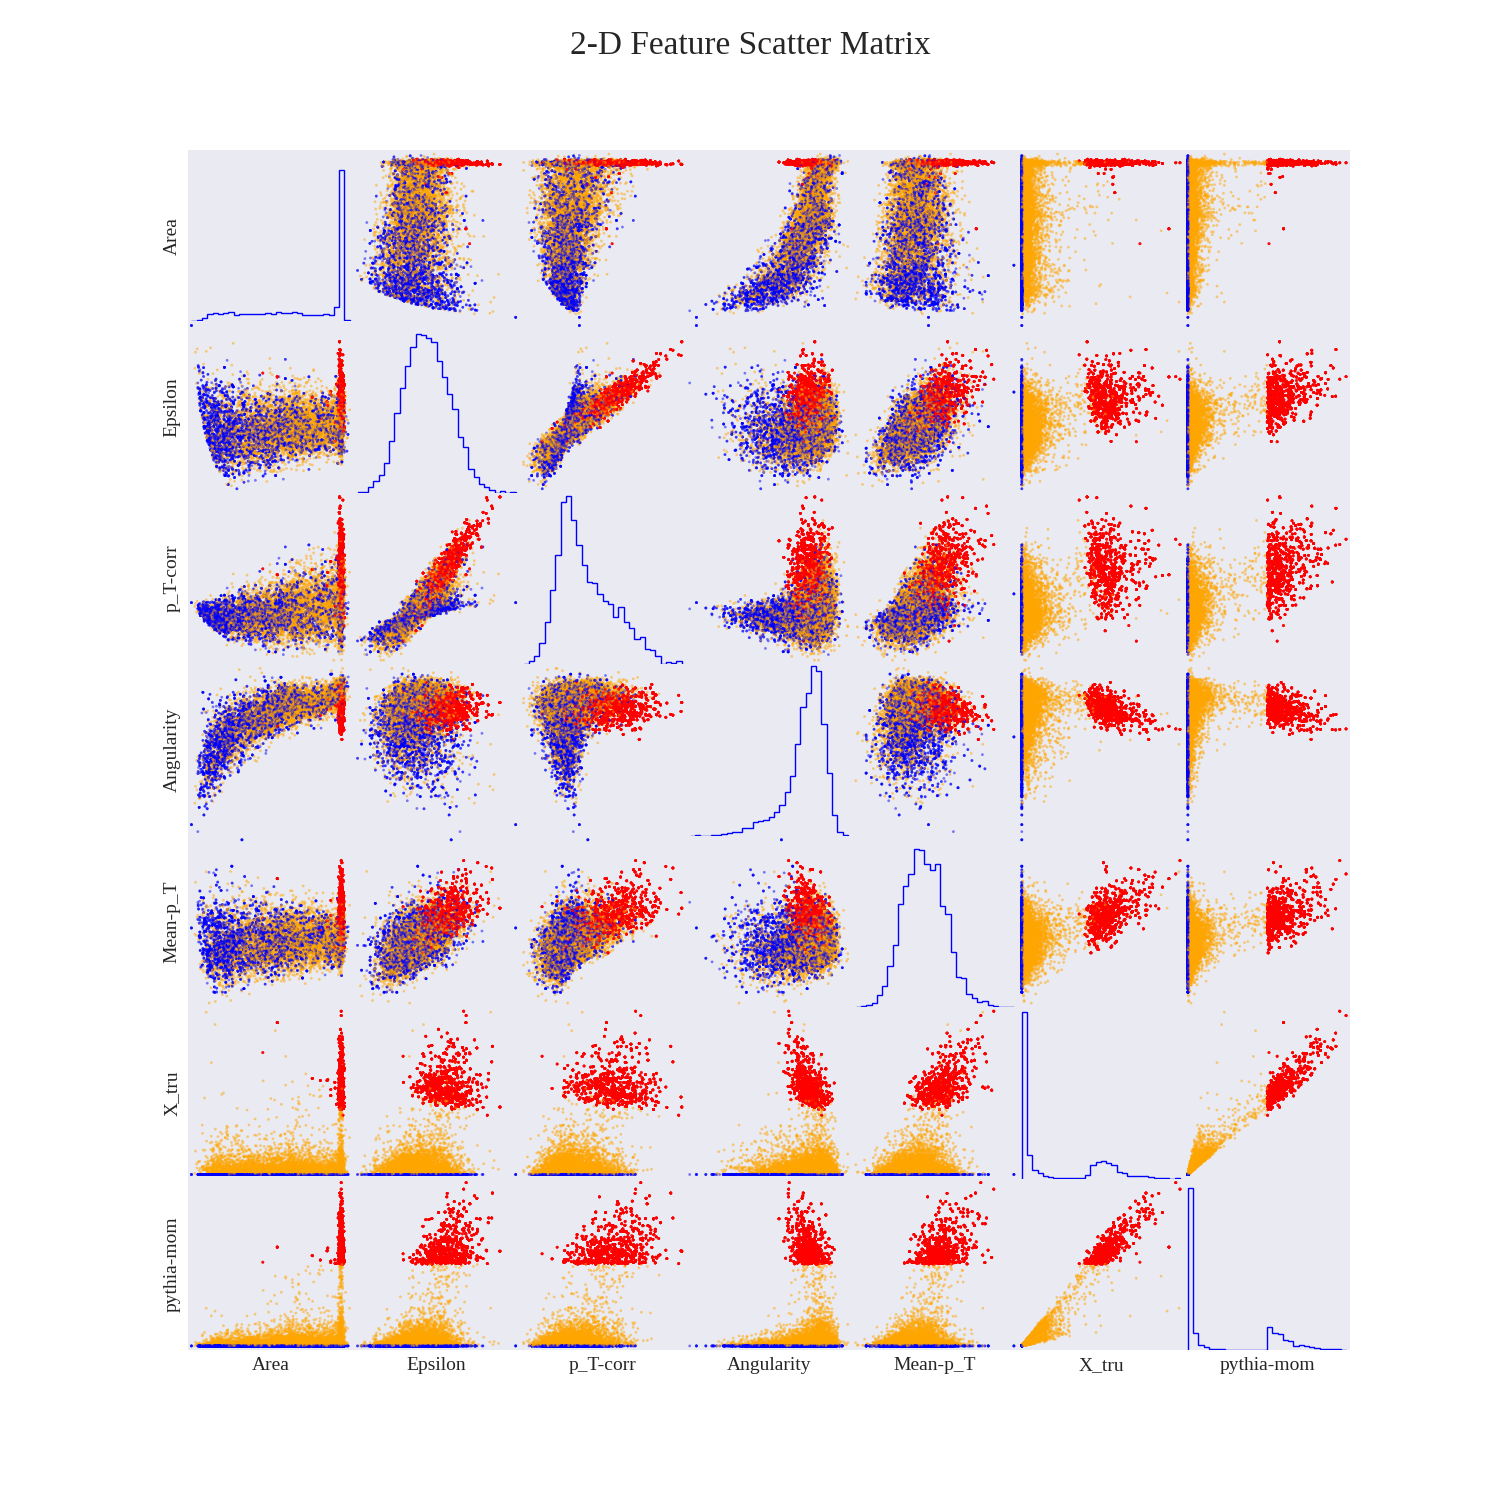 2-D Feature Scatter Matrix
Area
Epsilon
p_T-corr
Angularity
Mean-p_T
X_tru
pythia-mom
Area
Epsilon
p_T-corr
Angularity
Mean-p_T
X_tru
pythia-mom